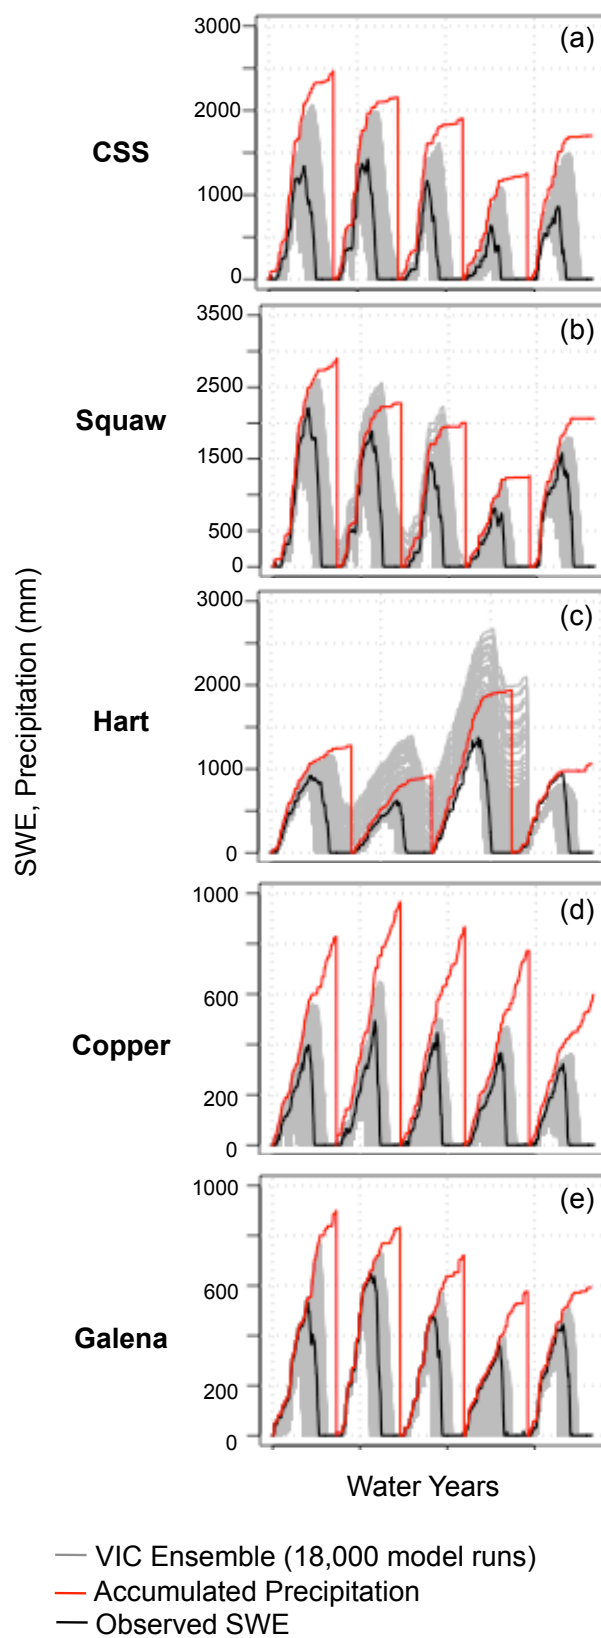 (a)
3000
2000
1000
0
CSS
(b)
3500
2500
1500
500
0
Squaw
(c)
3000
2000
1000
0
Hart
SWE, Precipitation (mm)
(d)
1000
600
200
0
Copper
(e)
1000
600
200
0
Galena
Water Years
VIC Ensemble (18,000 model runs)
Accumulated Precipitation
Observed SWE